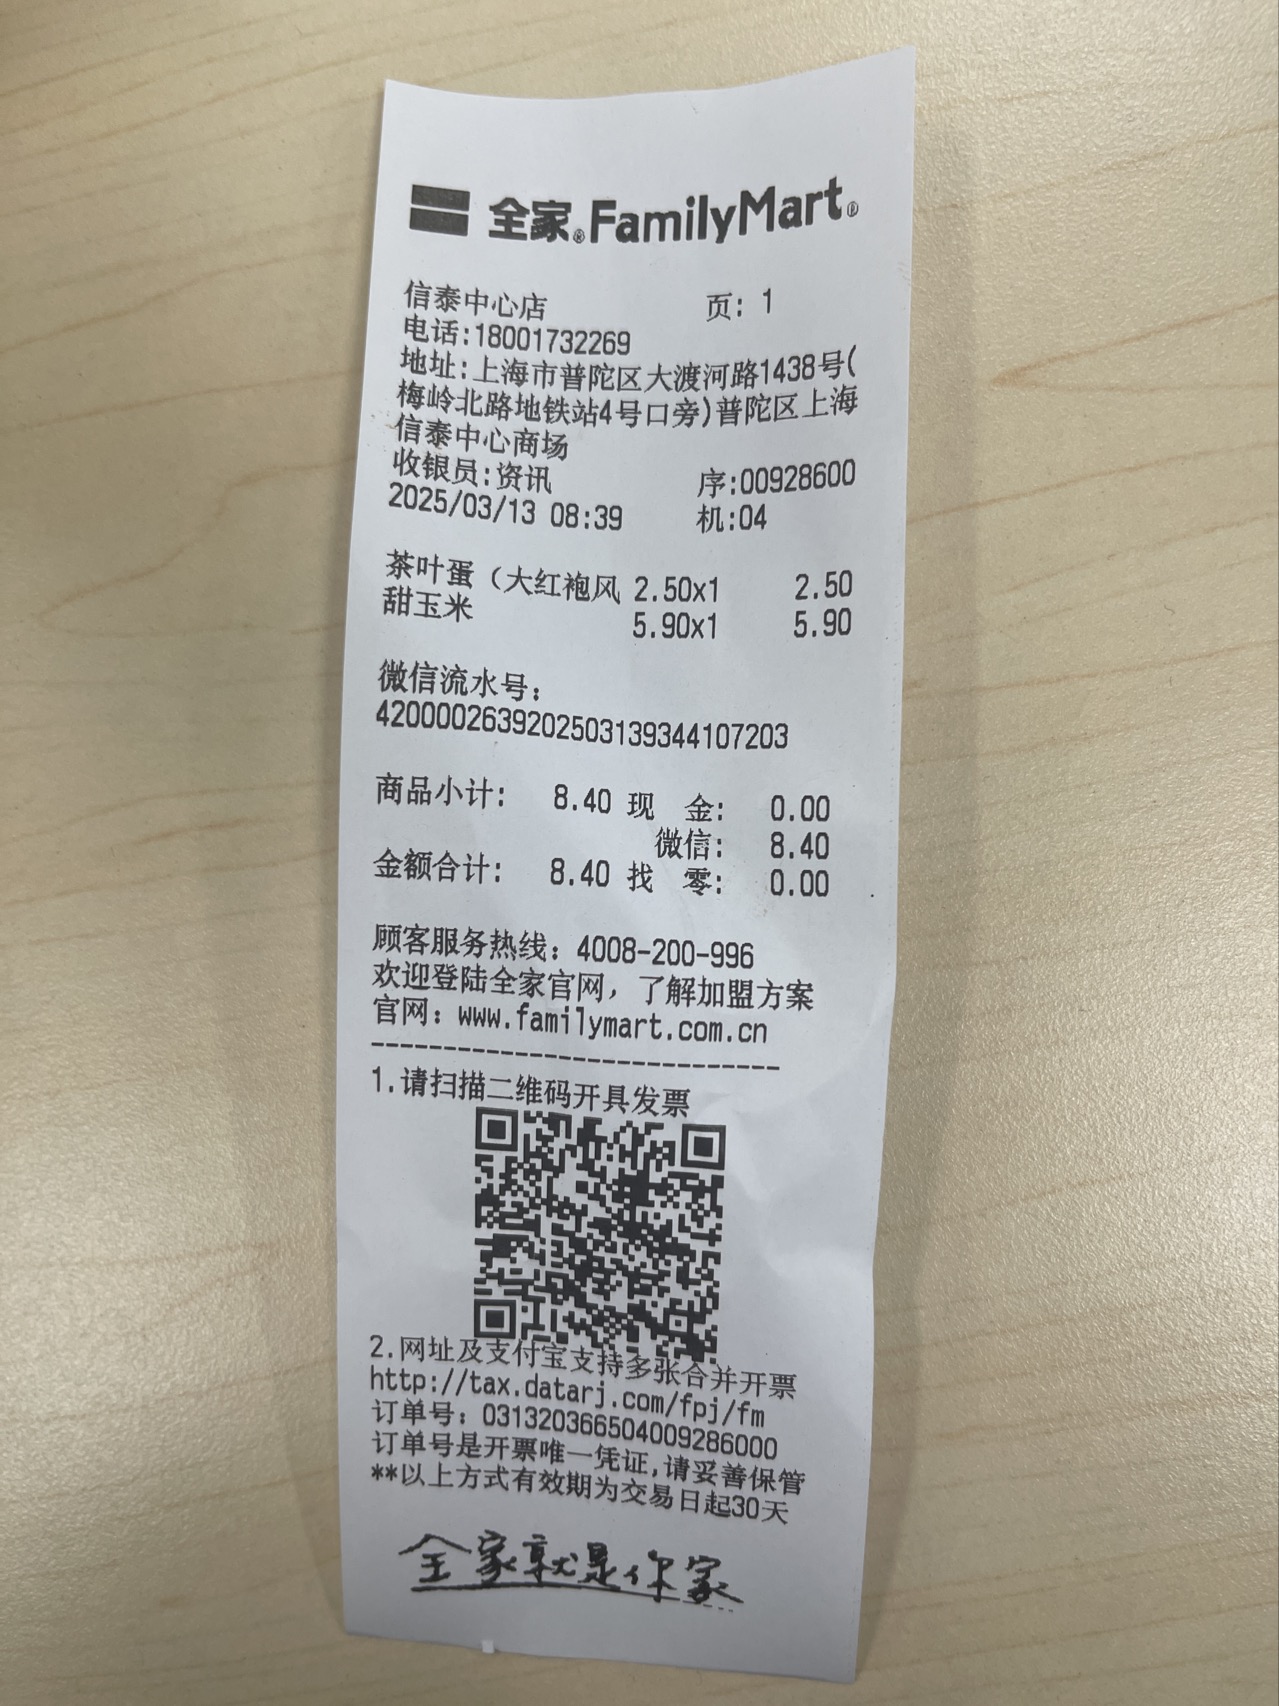 全家®FamilyMart®
信泰中心店 页: 1
电话:18001732269
地址:上海市普陀区大渡河路1438号(
梅岭北路地铁站4号口旁)普陀区上海
信泰中心商场
收银员:资讯 序:00928600
2025/03/13 08:39 机:04
茶叶蛋（大红袍风 2.50x1 2.50
甜玉米 5.90x1 5.90
微信流水号：
4200002639202503139344107203
商品小计: 8.40 现 金: 0.00
微信: 8.40
金额合计: 8.40 找 零: 0.00
顾客服务热线：4008-200-996
欢迎登陆全家官网，了解加盟方案
官网：www.familymart.com.cn
----------------------------
1.请扫描二维码开具发票
2.网址及支付宝支持多张合并开票
http://tax.datarj.com/fpj/fm
订单号：0313203665040092860000
订单号是开票唯一凭证,请妥善保管
**以上方式有效期为交易日起30天
全家就是你家